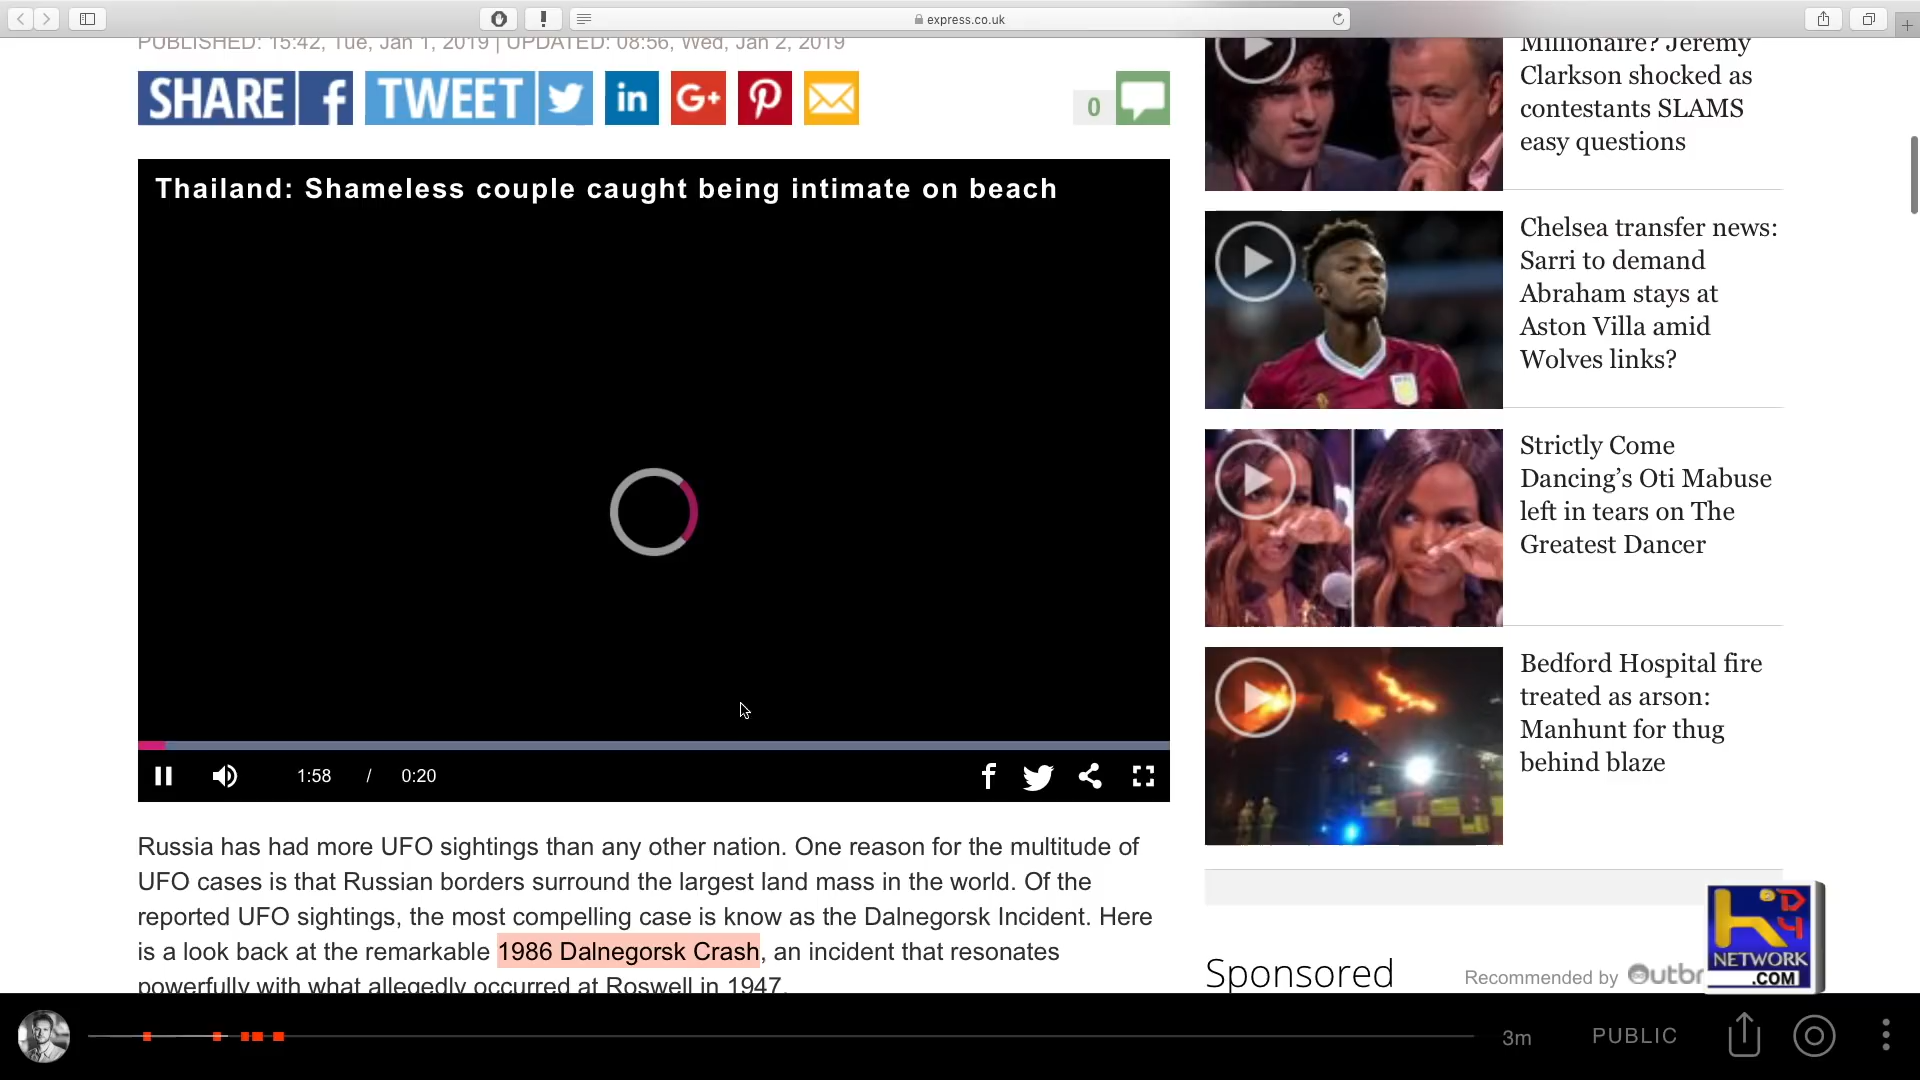 express.co.uk
PUBLISHED: 15:42, Tue, Jan 1, 2019 | UPDATED: 08:56, Wed, Jan 2, 2019
SHARE f TWEET in G+
0
Thailand: Shameless couple caught being intimate on beach
1:58 / 0:20
Russia has had more UFO sightings than any other nation. One reason for the multitude of
UFO cases is that Russian borders surround the largest land mass in the world. Of the
reported UFO sightings, the most compelling case is know as the Dalnegorsk Incident. Here
is a look back at the remarkable 1986 Dalnegorsk Crash, an incident that resonates
powerfully with what allegedly occurred at Roswell in 1947.
Millionaire? Jeremy
Clarkson shocked as
contestants SLAMS
easy questions
Chelsea transfer news:
Sarri to demand
Abraham stays at
Aston Villa amid
Wolves links?
Strictly Come
Dancing’s Oti Mabuse
left in tears on The
Greatest Dancer
Bedford Hospital fire
treated as arson:
Manhunt for thug
behind blaze
Sponsored
Recommended by Outbr
KD4
NETWORK
.COM
3m
PUBLIC